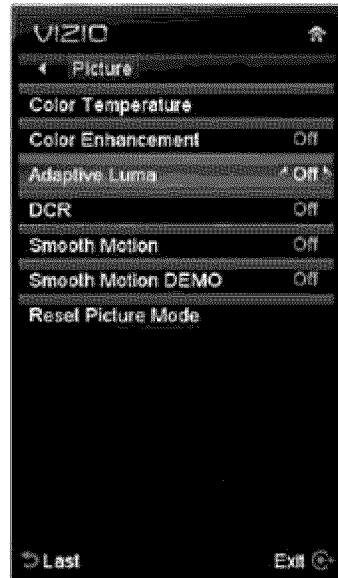 VIZIO
Picture
Color Temperature
Color Enhancement Off
Adaptive Luma Off
DCR Off
Smooth Motion Off
Smooth Motion DEMO Off
Reset Picture Mode
Last Exit